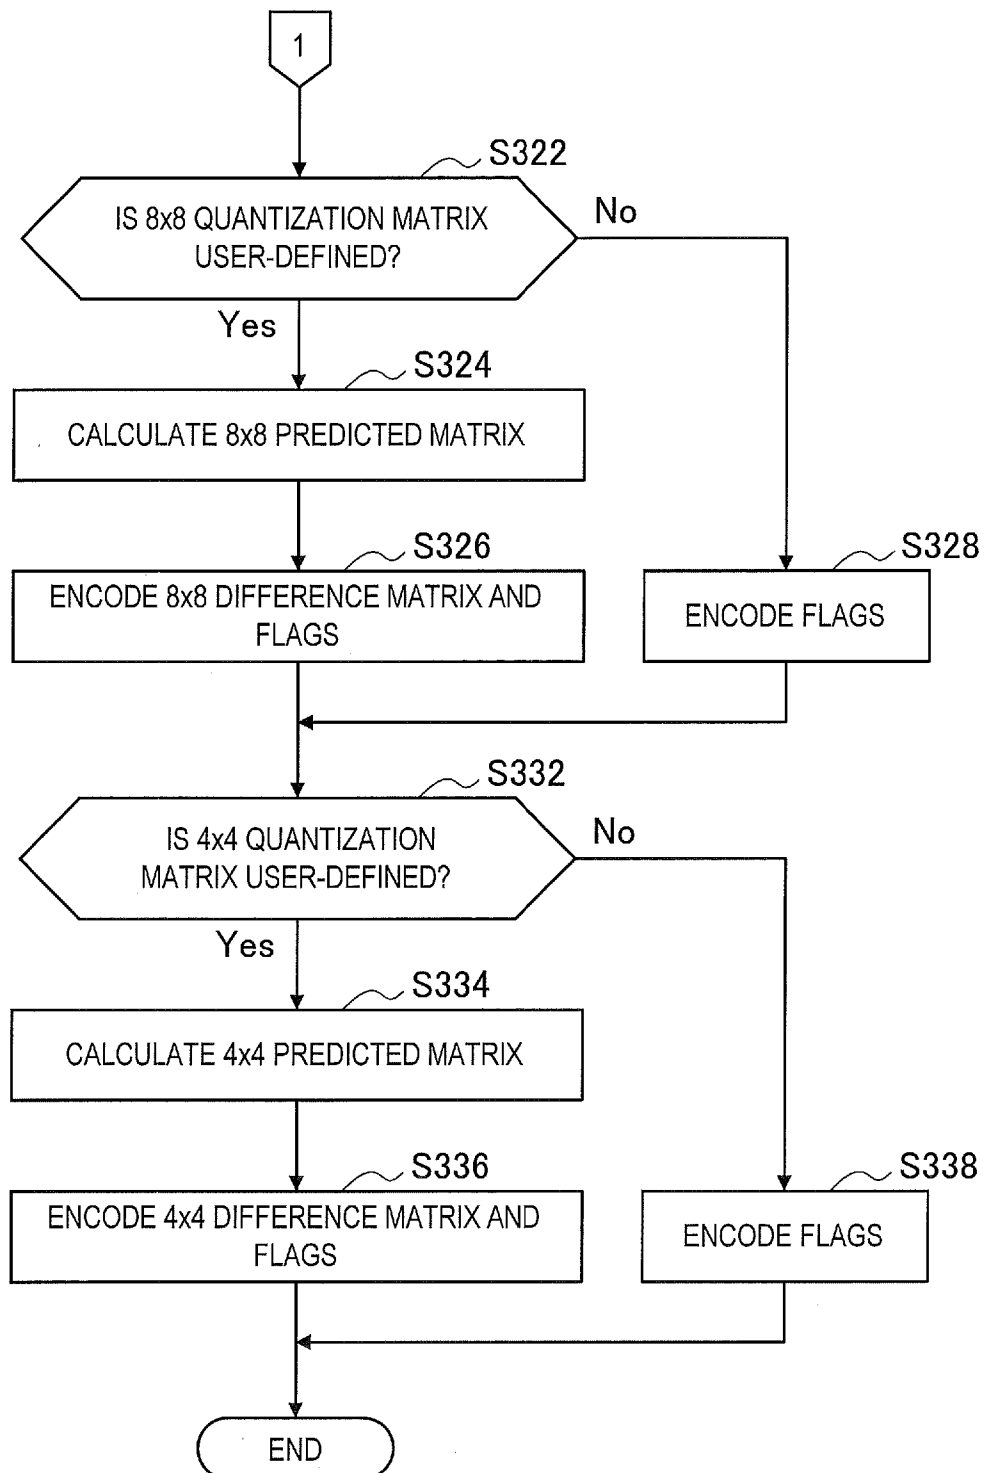 1
S322
IS 8x8 QUANTIZATION MATRIX
USER-DEFINED?
No
Yes
S324
CALCULATE 8x8 PREDICTED MATRIX
S326
ENCODE 8x8 DIFFERENCE MATRIX AND
FLAGS
S328
ENCODE FLAGS
S332
IS 4x4 QUANTIZATION
MATRIX USER-DEFINED?
No
Yes
S334
CALCULATE 4x4 PREDICTED MATRIX
S336
ENCODE 4x4 DIFFERENCE MATRIX AND
FLAGS
S338
ENCODE FLAGS
END